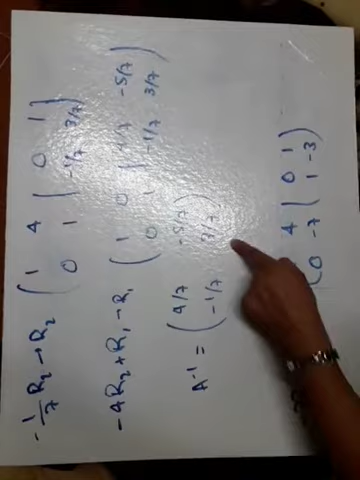 -1/7 R₂ → R₂ ( 1 4 | 0 1
0 1 | -1/7 3/7 )
-4R₂ + R₁ → R₁ ( 1 0 | 4/7 -5/7
0 1 | -1/7 3/7 )
A⁻¹ = ( 4/7 -5/7
-1/7 3/7 )
4 | 0 1
0 -7 | 1 -3 )